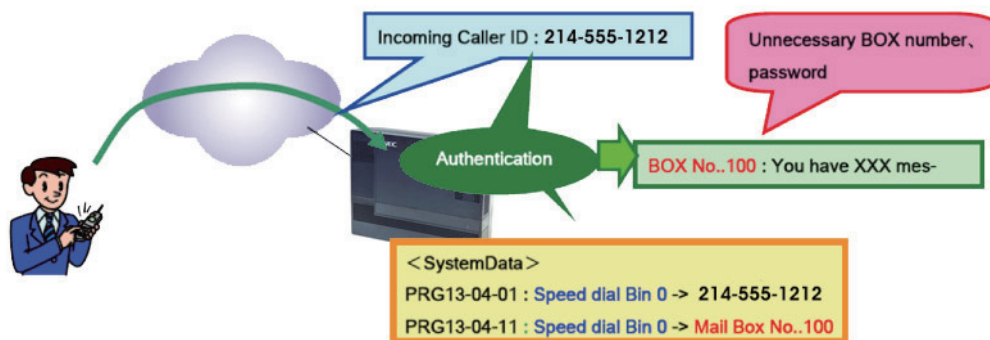 Incoming Caller ID : 214-555-1212
Unnecessary BOX number、
password
NEC
Authentication
BOX No..100 : You have XXX mes-
＜SystemData＞
PRG13-04-01 : Speed dial Bin 0 -> 214-555-1212
PRG13-04-11 : Speed dial Bin 0 -> Mail Box No..100